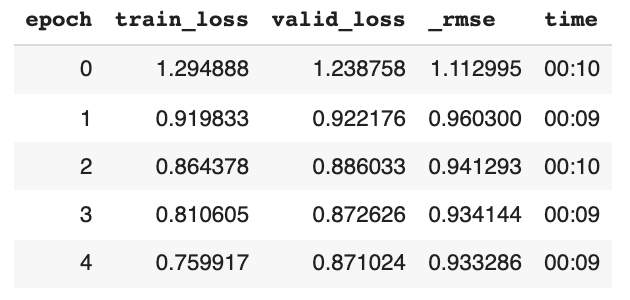 epoch train_loss valid_loss _rmse time
0 1.294888 1.238758 1.112995 00:10
1 0.919833 0.922176 0.960300 00:09
2 0.864378 0.886033 0.941293 00:10
3 0.810605 0.872626 0.934144 00:09
4 0.759917 0.871024 0.933286 00:09